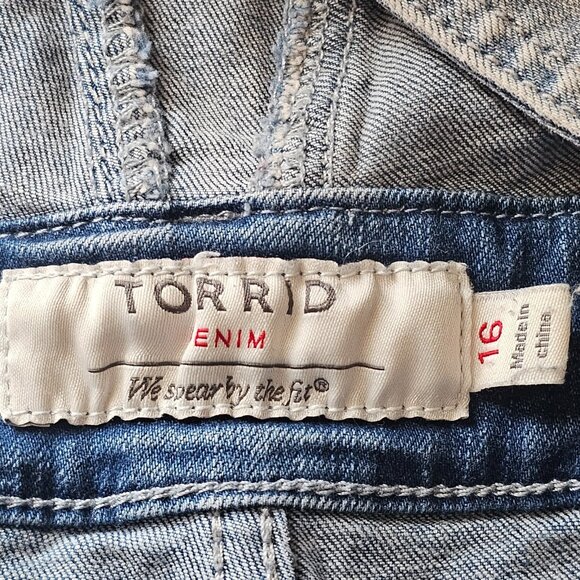 TORRID
ENIM
We swear by the fit®
16
Made in
china